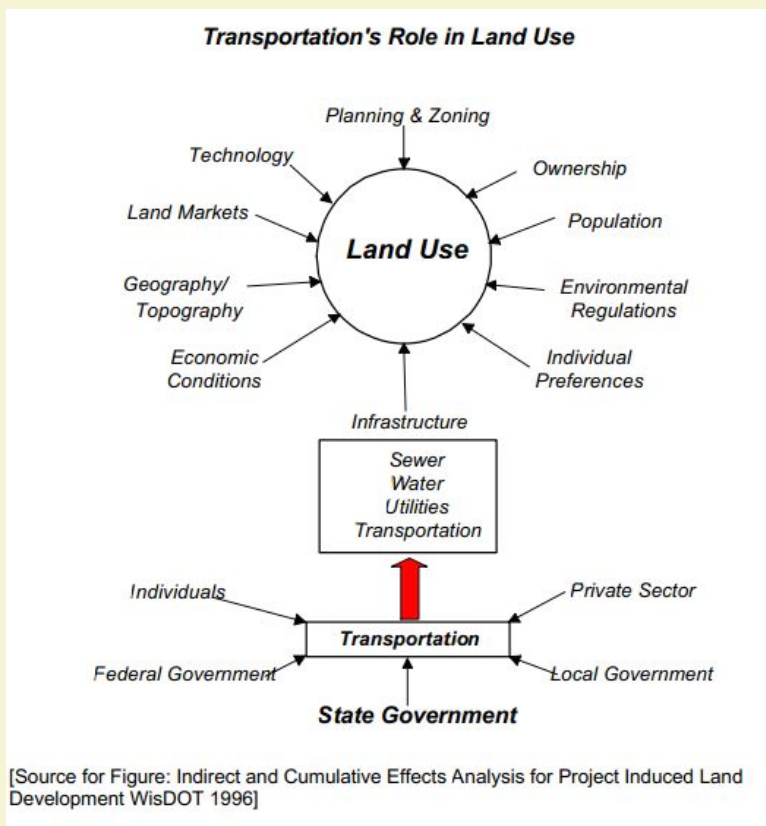 Transportation's Role in Land Use
Planning & Zoning
Technology
Ownership
Land Markets
Population
Land Use
Geography/
Topography
Environmental
Regulations
Economic
Conditions
Individual
Preferences
Infrastructure
Sewer
Water
Utilities
Transportation
Individuals
Private Sector
Transportation
Federal Government
Local Government
State Government
[Source for Figure: Indirect and Cumulative Effects Analysis for Project Induced Land
Development WisDOT 1996]